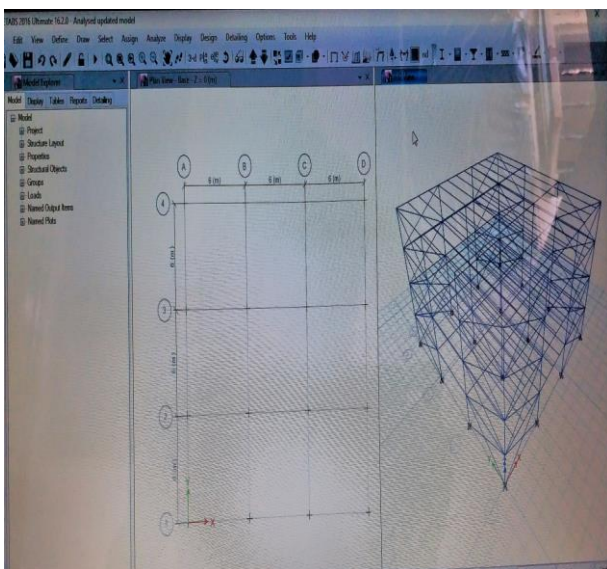 ETABS 2016 Ultimate 16.2.0 - Analysed updated model
Edit View Define Draw Select Assign Analyze Display Design Detailing Options Tools Help
Model Explorer
Plan View - Base - Z = 0 (m)
Model Display Tables Reports Detailing
Model
Project
Structure Layout
Properties
Structural Objects
Groups
Loads
Named Output Items
Named Plots
A B C D
6 (m) 6 (m) 6 (m)
4
3
2
1
X